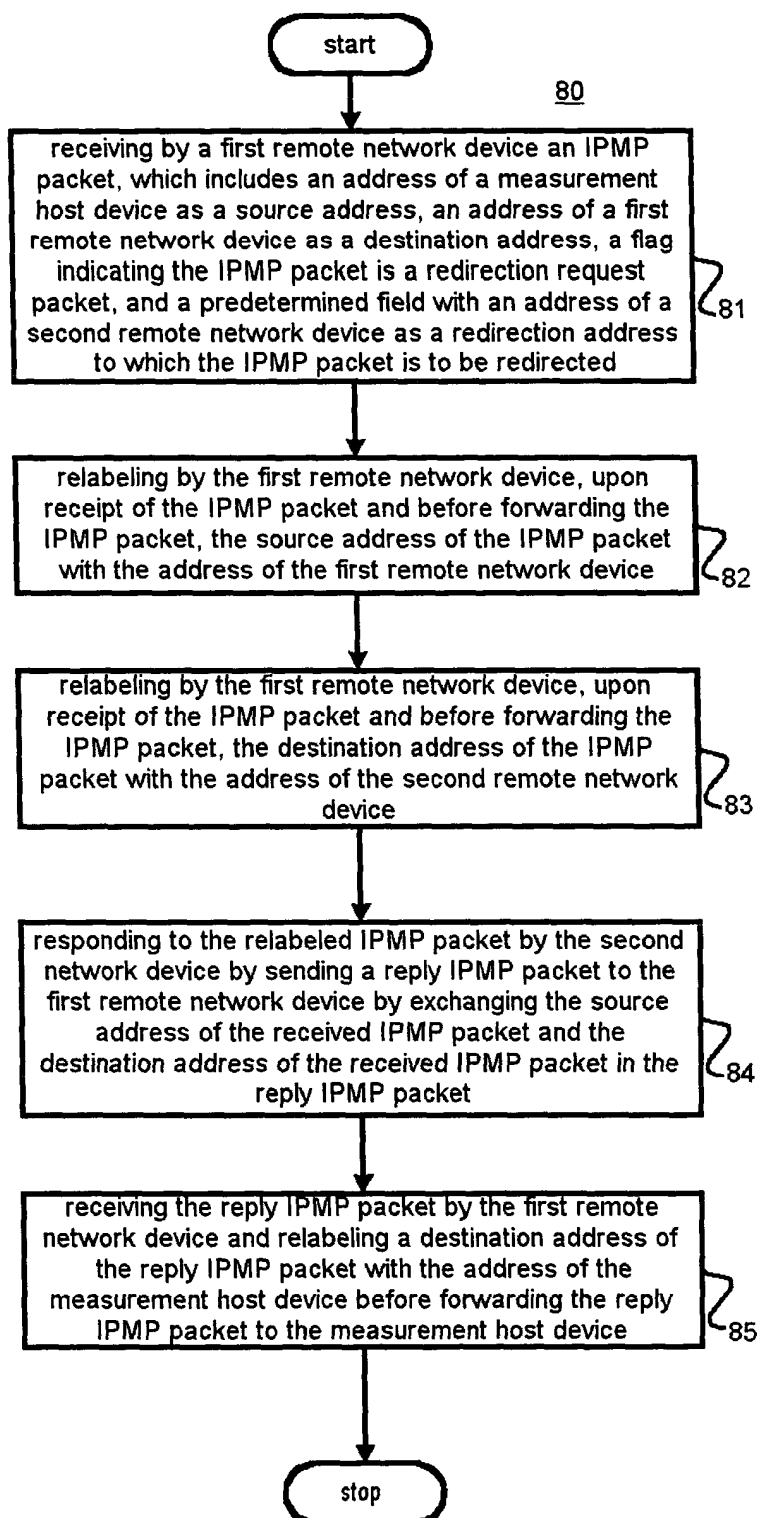 start
80
receiving by a first remote network device an IPMP
packet, which includes an address of a measurement
host device as a source address, an address of a first
remote network device as a destination address, a flag
indicating the IPMP packet is a redirection request
packet, and a predetermined field with an address of a
second remote network device as a redirection address
to which the IPMP packet is to be redirected
81
relabeling by the first remote network device, upon
receipt of the IPMP packet and before forwarding the
IPMP packet, the source address of the IPMP packet
with the address of the first remote network device
82
relabeling by the first remote network device, upon
receipt of the IPMP packet and before forwarding the
IPMP packet, the destination address of the IPMP
packet with the address of the second remote network
device
83
responding to the relabeled IPMP packet by the second
network device by sending a reply IPMP packet to the
first remote network device by exchanging the source
address of the received IPMP packet and the
destination address of the received IPMP packet in the
reply IPMP packet
84
receiving the reply IPMP packet by the first remote
network device and relabeling a destination address of
the reply IPMP packet with the address of the
measurement host device before forwarding the reply
IPMP packet to the measurement host device
85
stop